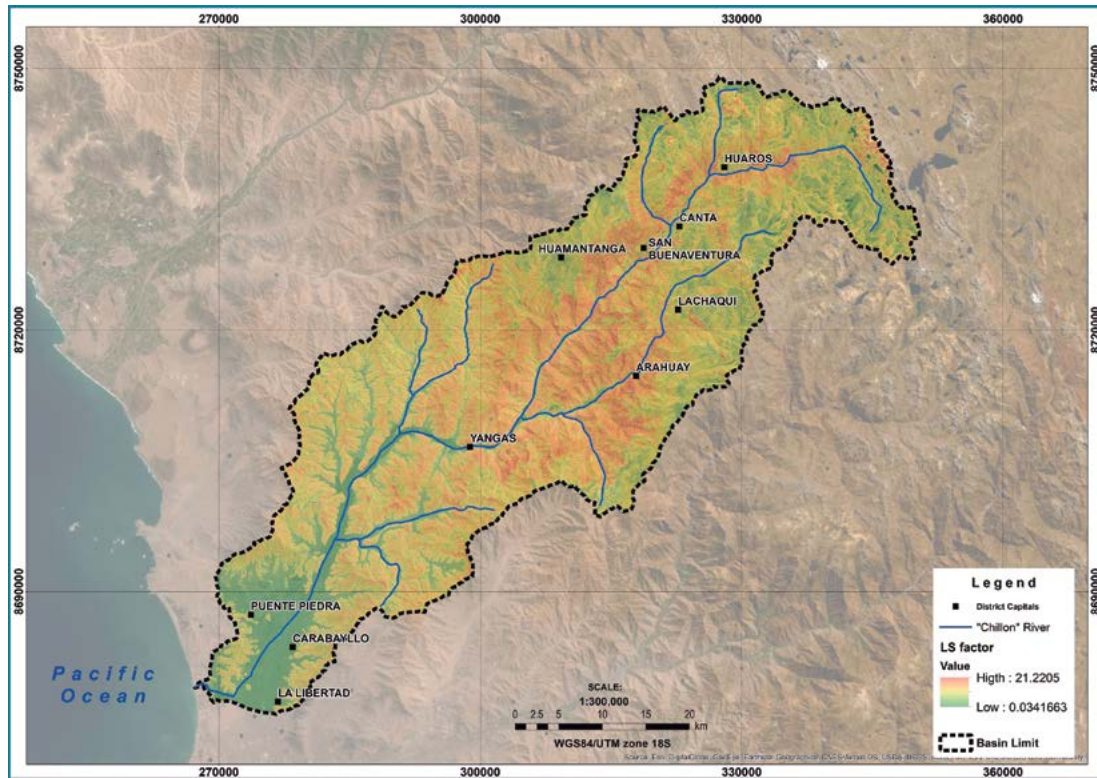 270000 300000 330000 360000
8750000 8750000
HUAROS
CANTA
SAN
BUENAVENTURA
HUAMANTANGA
LACHAQUI
8720000 8720000
ARAHUAY
YANGAS
8690000 8690000
PUENTE PIEDRA
CARABAYLLO
LA LIBERTAD
Pacific
Ocean
SCALE:
1:300,000
0 2.5 5 10 15 20
km
WGS84/UTM zone 18S
Legend
District Capitals
"Chillon" River
LS factor
Value
Higth : 21.2205
Low : 0.0341663
Basin Limit
270000 300000 330000 360000